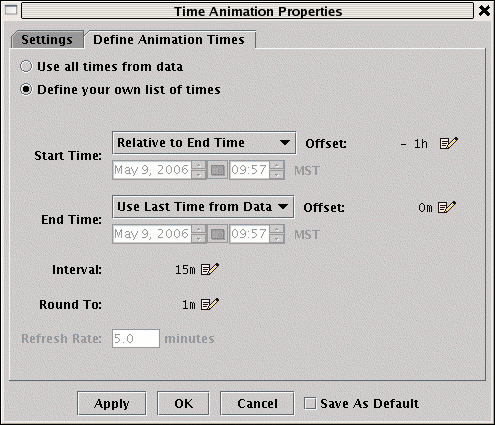 Time Animation Properties
Settings Define Animation Times
Use all times from data
Define your own list of times
Start Time: Relative to End Time Offset: - 1h
May 9, 2006 09:57 MST
End Time: Use Last Time from Data Offset: 0m
May 9, 2006 09:57 MST
Interval: 15m
Round To: 1m
Refresh Rate: 5.0 minutes
Apply OK Cancel Save As Default